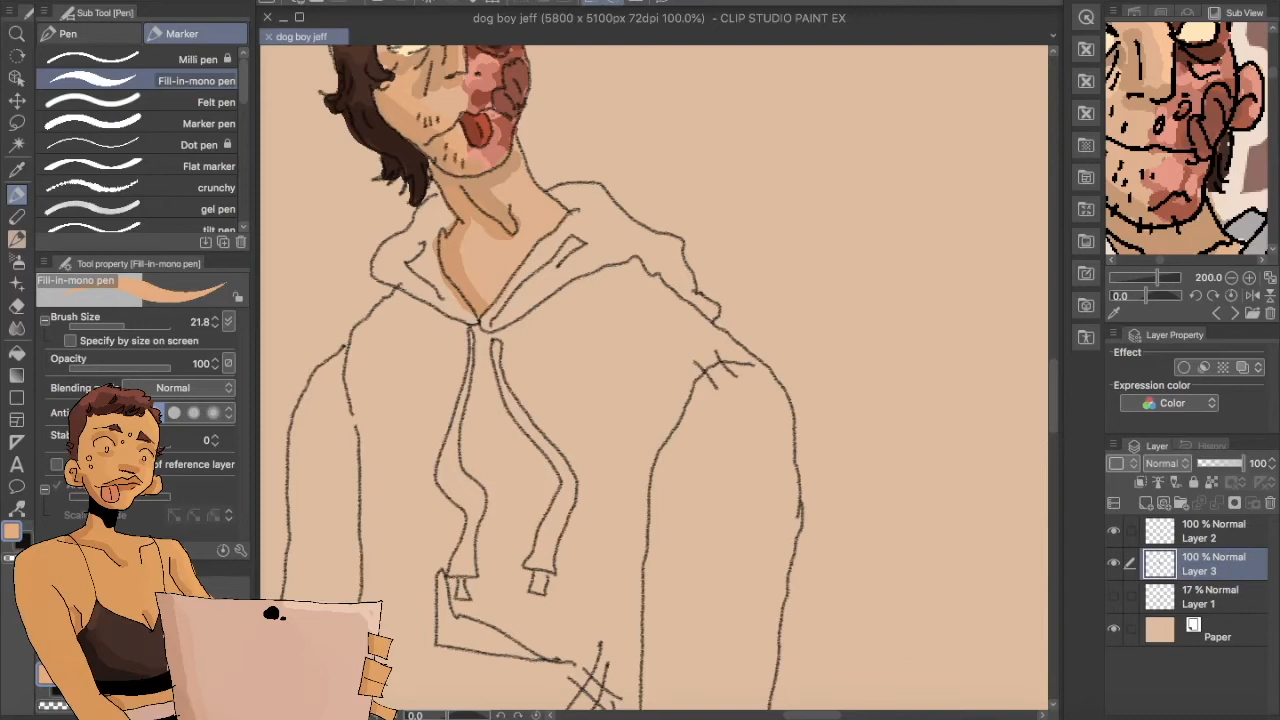 Sub Tool [Pen]
dog boy jeff (5800 x 5100px 72dpi 100.0%) - CLIP STUDIO PAINT EX
Sub View
Pen
Marker
dog boy jeff
Milli pen
Fill-in-mono pen
Felt pen
Marker pen
Dot pen
Flat marker
crunchy
gel pen
tilt pen
Tool property [Fill-in-mono pen]
Fill-in-mono pen
Brush Size
21.8
Specify by size on screen
Opacity
100
Normal
0
of reference layer
200.0
0.0
Layer Property
Effect
Expression color
Color
Layer
History
Normal
100
100 % Normal
Layer 2
100 % Normal
Layer 3
17 % Normal
Layer 1
Paper
0.0